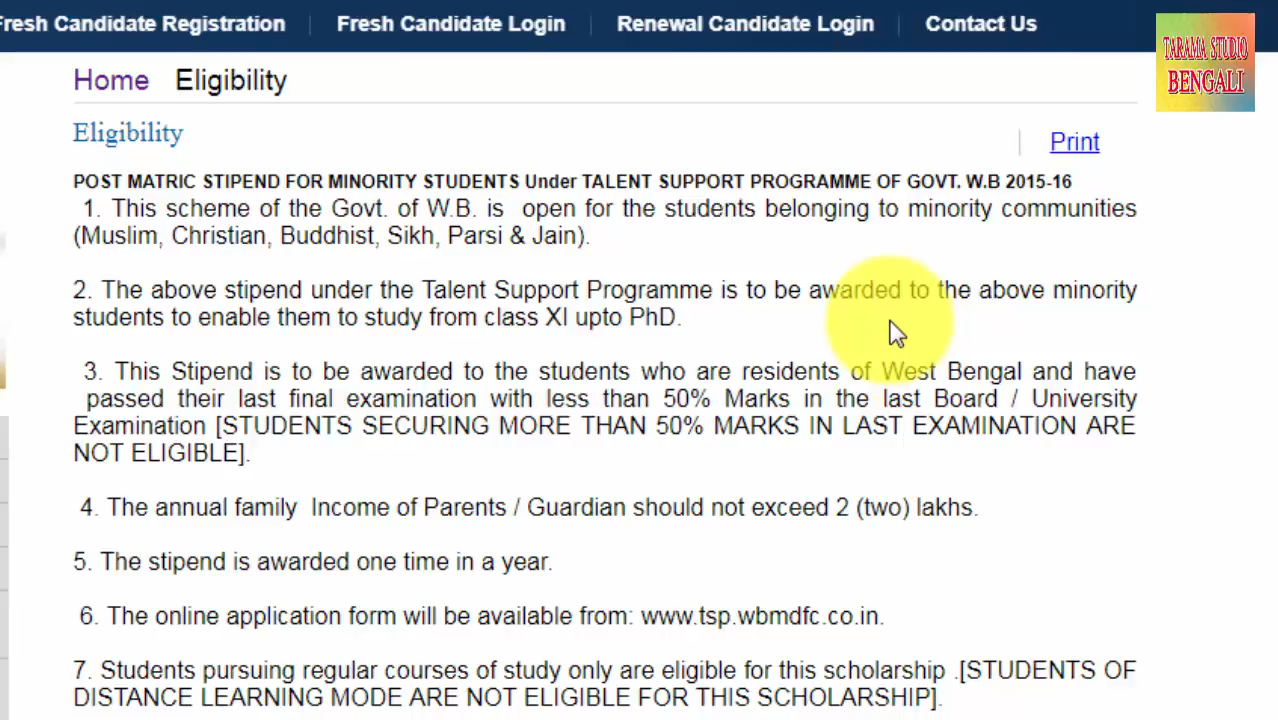 Fresh Candidate Registration Fresh Candidate Login Renewal Candidate Login Contact Us
TARAMA STUDIO
BENGALI
Home Eligibility
Eligibility
Print
POST MATRIC STIPEND FOR MINORITY STUDENTS Under TALENT SUPPORT PROGRAMME OF GOVT. W.B 2015-16
1. This scheme of the Govt. of W.B. is open for the students belonging to minority communities
(Muslim, Christian, Buddhist, Sikh, Parsi & Jain).
2. The above stipend under the Talent Support Programme is to be awarded to the above minority
students to enable them to study from class XI upto PhD.
3. This Stipend is to be awarded to the students who are residents of West Bengal and have
passed their last final examination with less than 50% Marks in the last Board / University
Examination [STUDENTS SECURING MORE THAN 50% MARKS IN LAST EXAMINATION ARE
NOT ELIGIBLE].
4. The annual family Income of Parents / Guardian should not exceed 2 (two) lakhs.
5. The stipend is awarded one time in a year.
6. The online application form will be available from: www.tsp.wbmdfc.co.in.
7. Students pursuing regular courses of study only are eligible for this scholarship .[STUDENTS OF
DISTANCE LEARNING MODE ARE NOT ELIGIBLE FOR THIS SCHOLARSHIP].